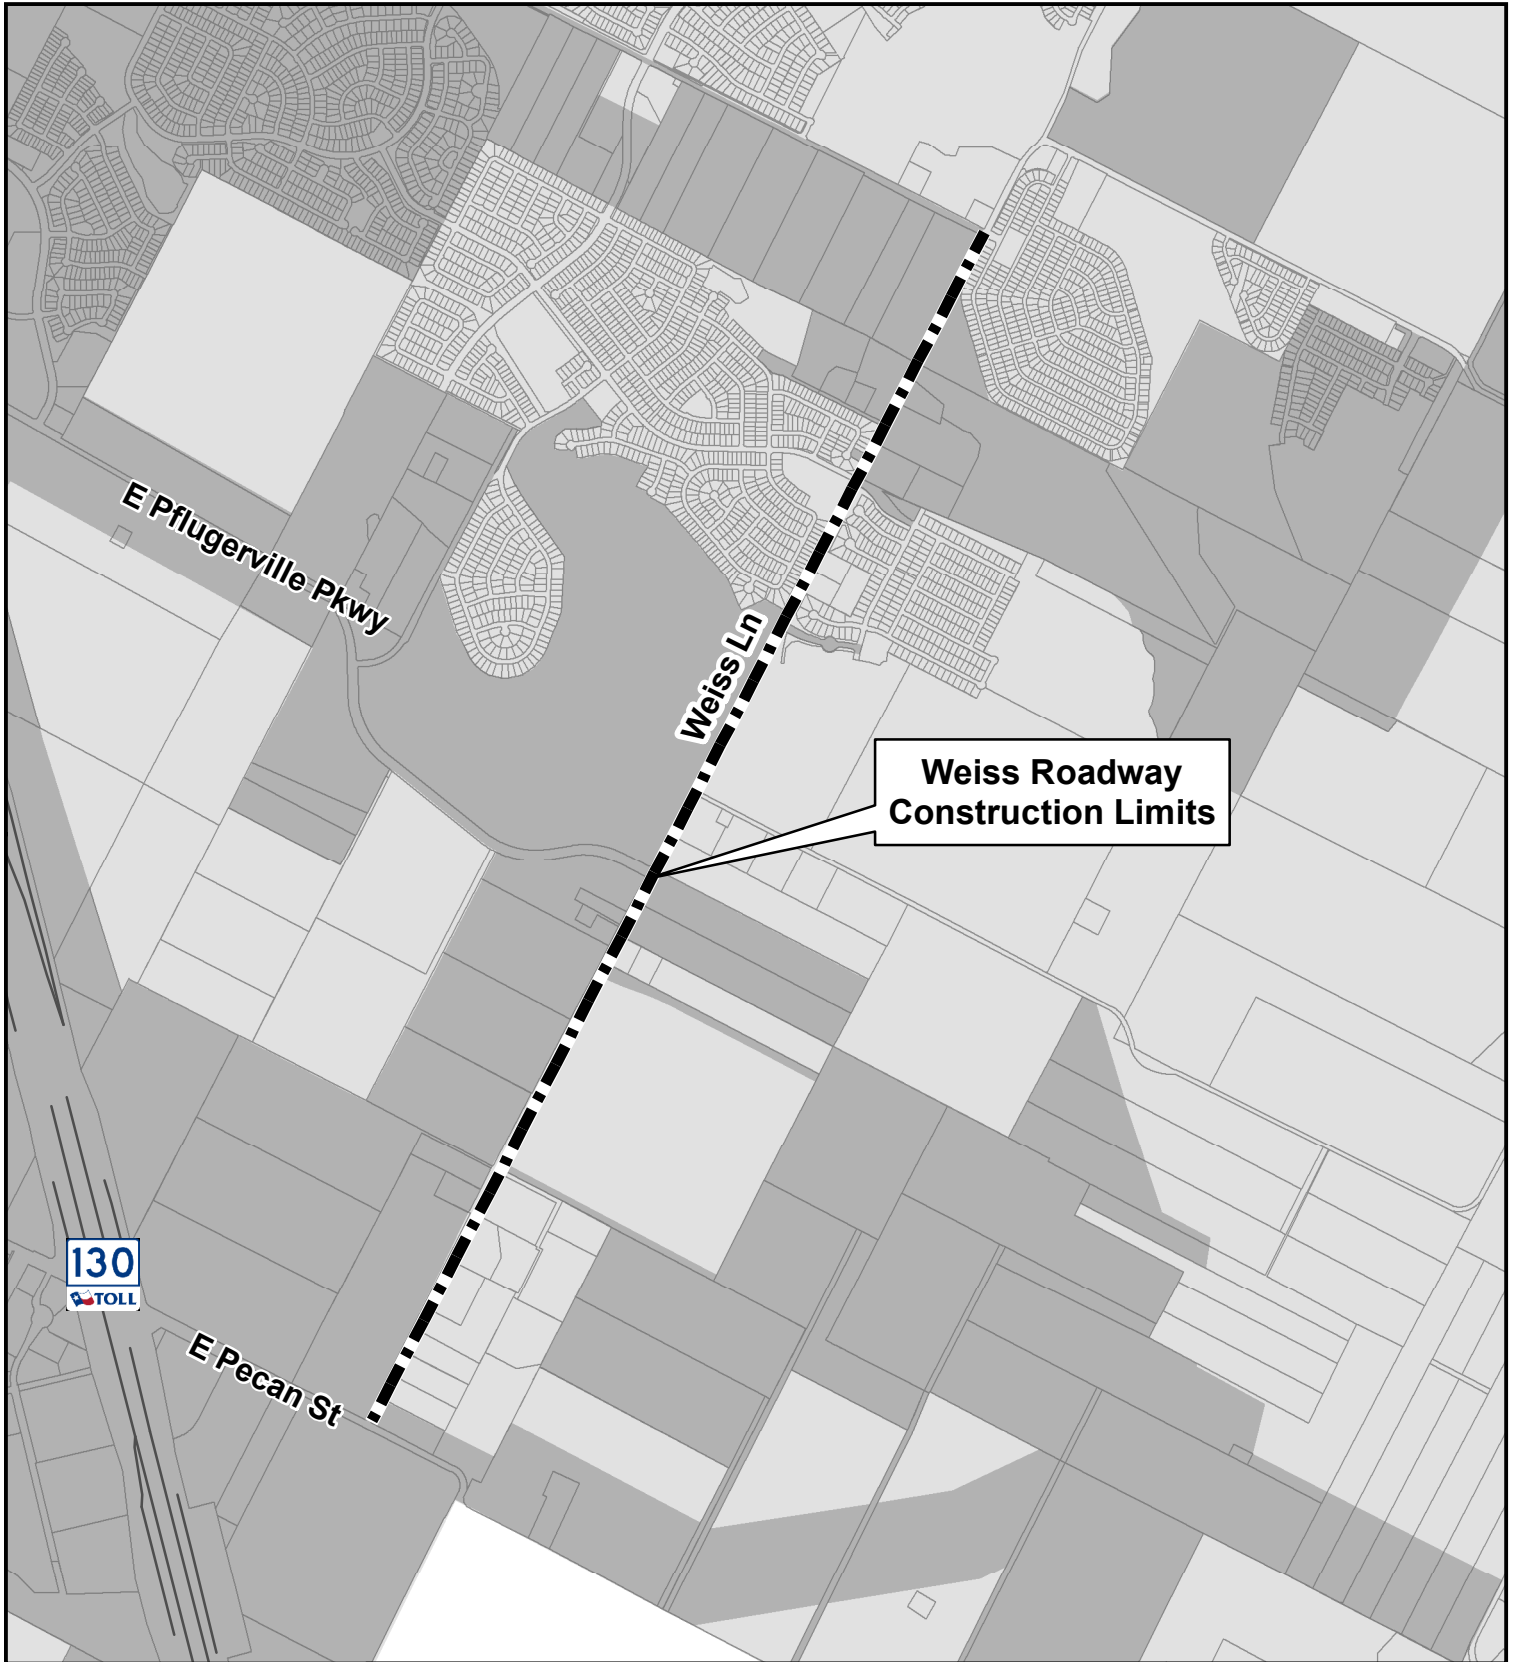 E Pflugerville Pkwy
Weiss Ln
Weiss Roadway
Construction Limits
130
TOLL
E Pecan St